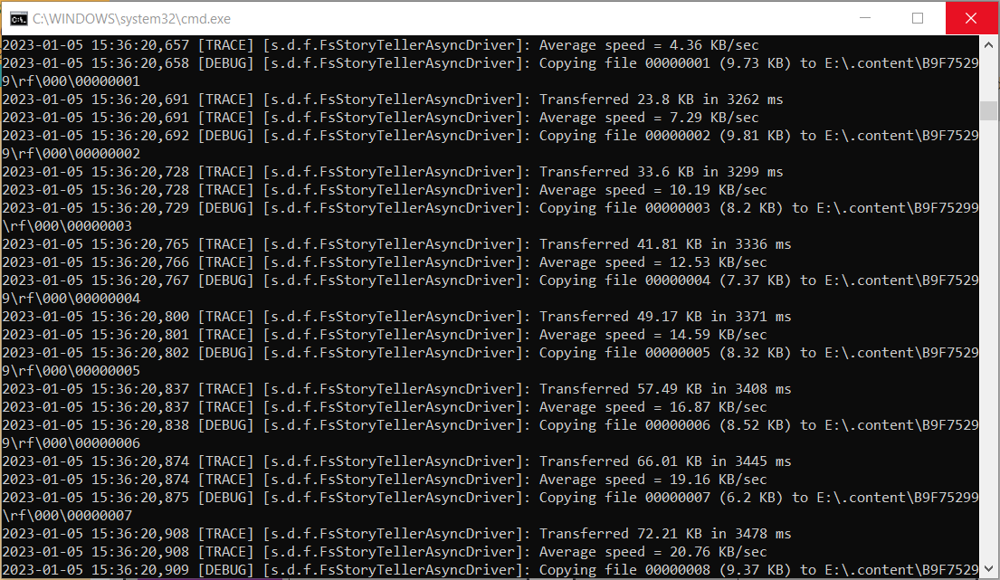 C:\WINDOWS\system32\cmd.exe
2023-01-05 15:36:20,657 [TRACE] [s.d.f.FsStoryTellerAsyncDriver]: Average speed = 4.36 KB/sec
2023-01-05 15:36:20,658 [DEBUG] [s.d.f.FsStoryTellerAsyncDriver]: Copying file 00000001 (9.73 KB) to E:\.content\B9F7529
9\rf\000\00000001
2023-01-05 15:36:20,691 [TRACE] [s.d.f.FsStoryTellerAsyncDriver]: Transferred 23.8 KB in 3262 ms
2023-01-05 15:36:20,691 [TRACE] [s.d.f.FsStoryTellerAsyncDriver]: Average speed = 7.29 KB/sec
2023-01-05 15:36:20,692 [DEBUG] [s.d.f.FsStoryTellerAsyncDriver]: Copying file 00000002 (9.81 KB) to E:\.content\B9F7529
9\rf\000\00000002
2023-01-05 15:36:20,728 [TRACE] [s.d.f.FsStoryTellerAsyncDriver]: Transferred 33.6 KB in 3299 ms
2023-01-05 15:36:20,728 [TRACE] [s.d.f.FsStoryTellerAsyncDriver]: Average speed = 10.19 KB/sec
2023-01-05 15:36:20,729 [DEBUG] [s.d.f.FsStoryTellerAsyncDriver]: Copying file 00000003 (8.2 KB) to E:\.content\B9F75299
\rf\000\00000003
2023-01-05 15:36:20,765 [TRACE] [s.d.f.FsStoryTellerAsyncDriver]: Transferred 41.81 KB in 3336 ms
2023-01-05 15:36:20,766 [TRACE] [s.d.f.FsStoryTellerAsyncDriver]: Average speed = 12.53 KB/sec
2023-01-05 15:36:20,767 [DEBUG] [s.d.f.FsStoryTellerAsyncDriver]: Copying file 00000004 (7.37 KB) to E:\.content\B9F7529
9\rf\000\00000004
2023-01-05 15:36:20,800 [TRACE] [s.d.f.FsStoryTellerAsyncDriver]: Transferred 49.17 KB in 3371 ms
2023-01-05 15:36:20,801 [TRACE] [s.d.f.FsStoryTellerAsyncDriver]: Average speed = 14.59 KB/sec
2023-01-05 15:36:20,802 [DEBUG] [s.d.f.FsStoryTellerAsyncDriver]: Copying file 00000005 (8.32 KB) to E:\.content\B9F7529
9\rf\000\00000005
2023-01-05 15:36:20,837 [TRACE] [s.d.f.FsStoryTellerAsyncDriver]: Transferred 57.49 KB in 3408 ms
2023-01-05 15:36:20,837 [TRACE] [s.d.f.FsStoryTellerAsyncDriver]: Average speed = 16.87 KB/sec
2023-01-05 15:36:20,838 [DEBUG] [s.d.f.FsStoryTellerAsyncDriver]: Copying file 00000006 (8.52 KB) to E:\.content\B9F7529
9\rf\000\00000006
2023-01-05 15:36:20,874 [TRACE] [s.d.f.FsStoryTellerAsyncDriver]: Transferred 66.01 KB in 3445 ms
2023-01-05 15:36:20,874 [TRACE] [s.d.f.FsStoryTellerAsyncDriver]: Average speed = 19.16 KB/sec
2023-01-05 15:36:20,875 [DEBUG] [s.d.f.FsStoryTellerAsyncDriver]: Copying file 00000007 (6.2 KB) to E:\.content\B9F75299
\rf\000\00000007
2023-01-05 15:36:20,908 [TRACE] [s.d.f.FsStoryTellerAsyncDriver]: Transferred 72.21 KB in 3478 ms
2023-01-05 15:36:20,908 [TRACE] [s.d.f.FsStoryTellerAsyncDriver]: Average speed = 20.76 KB/sec
2023-01-05 15:36:20,909 [DEBUG] [s.d.f.FsStoryTellerAsyncDriver]: Copying file 00000008 (9.37 KB) to E:\.content\B9F7529